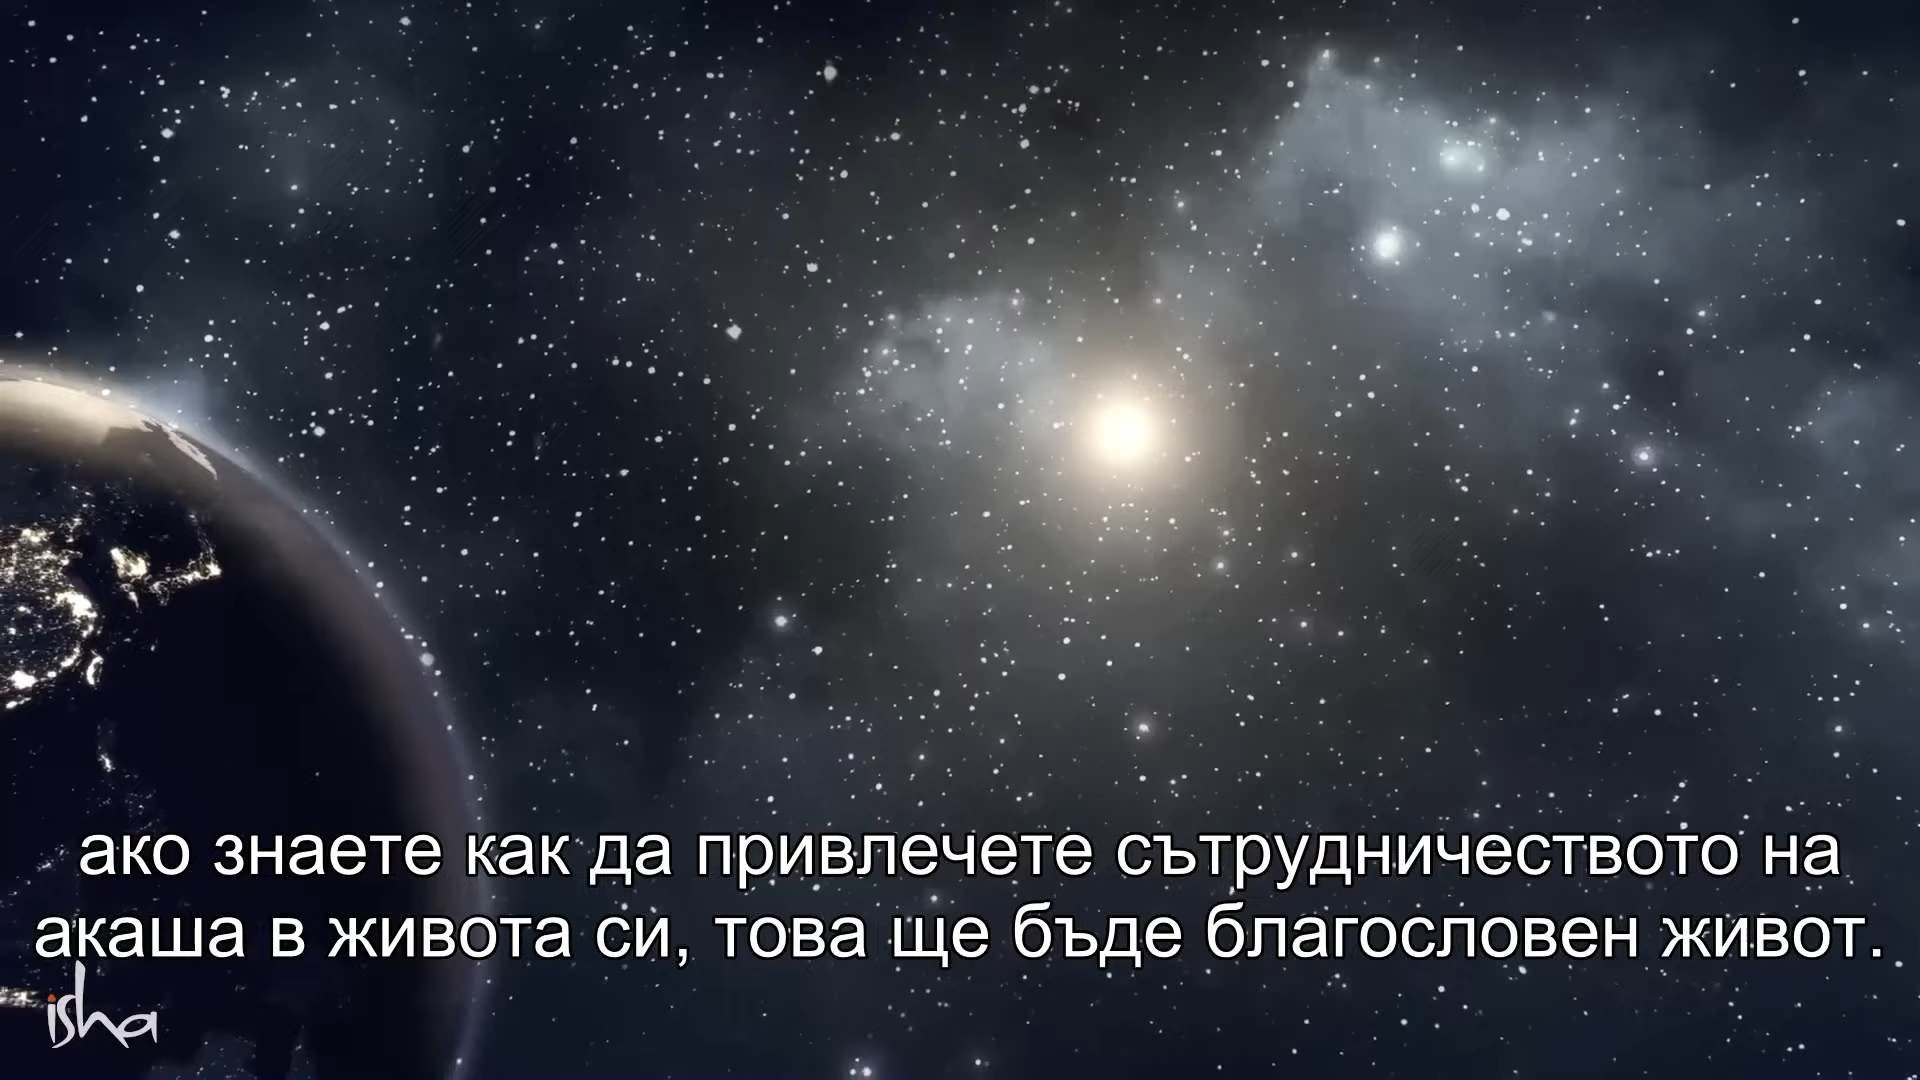 ако знаете как да привлечете сътрудничеството на
акаша в живота си, това ще бъде благословен живот.
isha